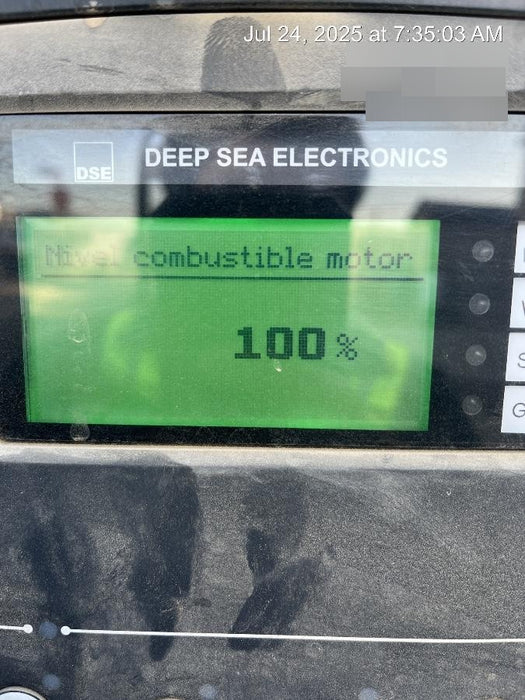 Jul 24, 2025 at 7:35:03 AM
DSE
DEEP SEA ELECTRONICS
Nivel combustible motor
100 %
S
G